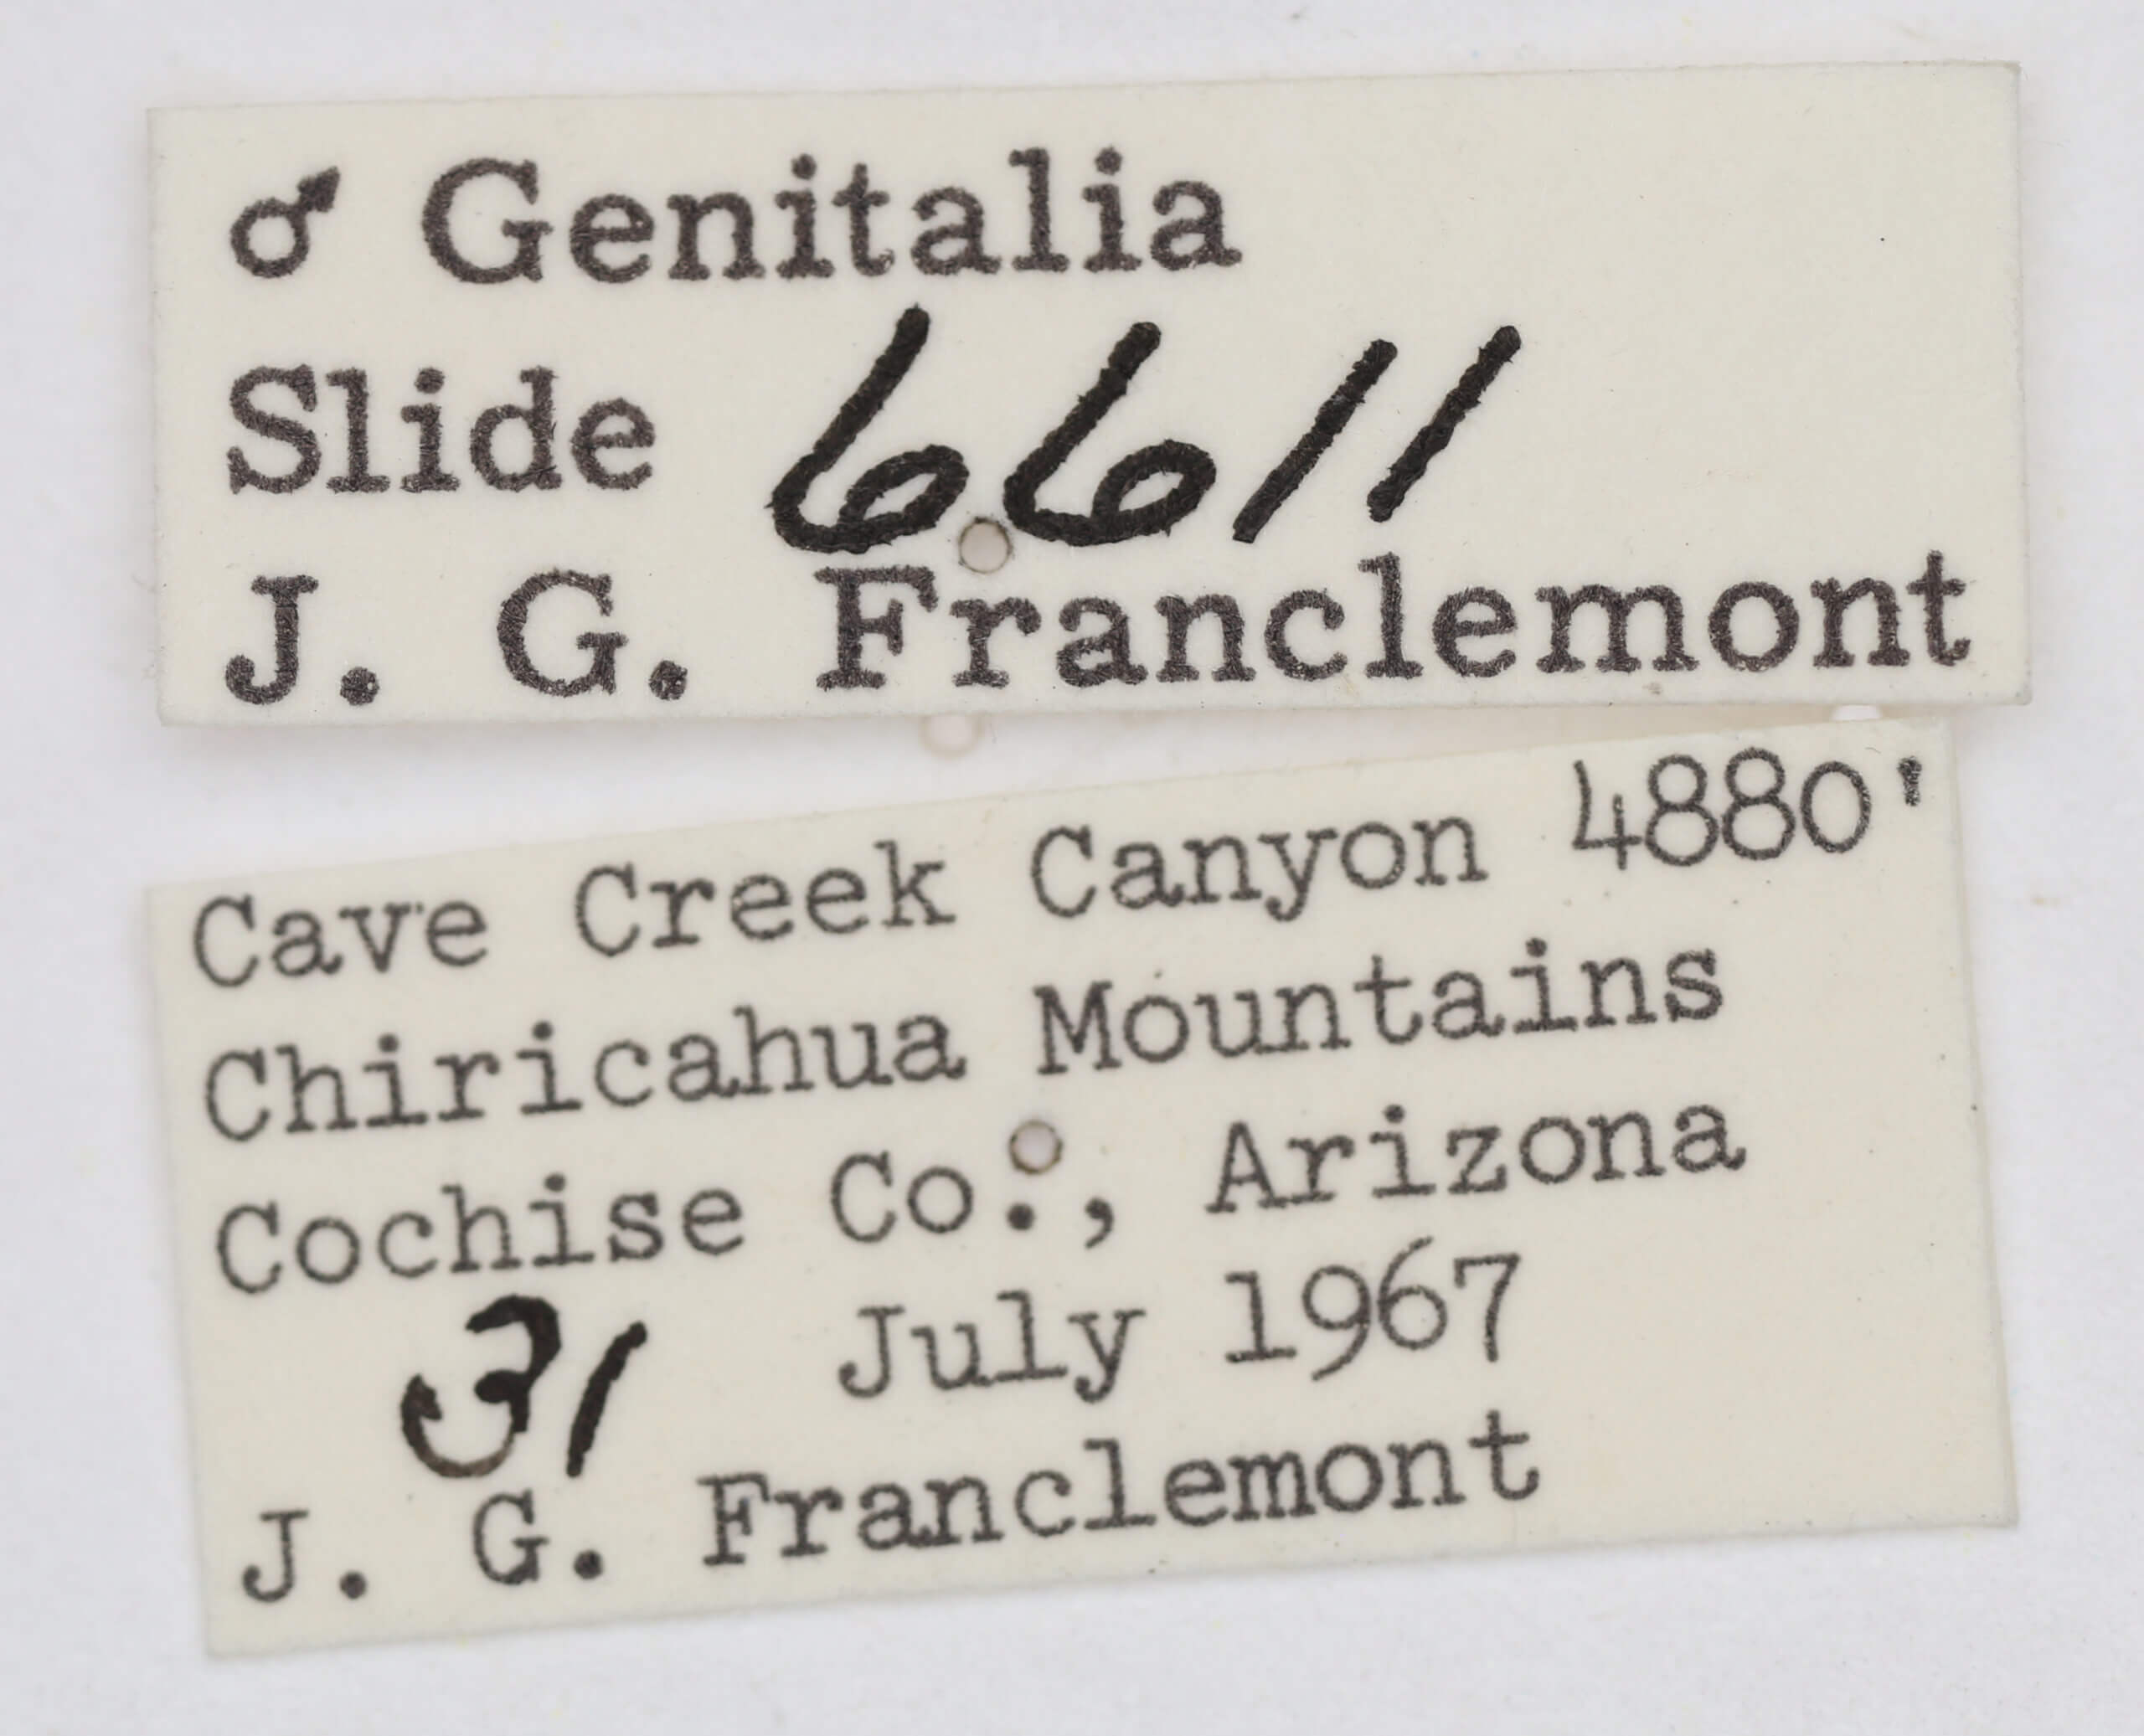 ♂ Genitalia
Slide 6611
J. G. Franclemont
Cave Creek Canyon 4880'
Chiricahua Mountains
Cochise Co., Arizona
31 July 1967
J. G. Franclemont